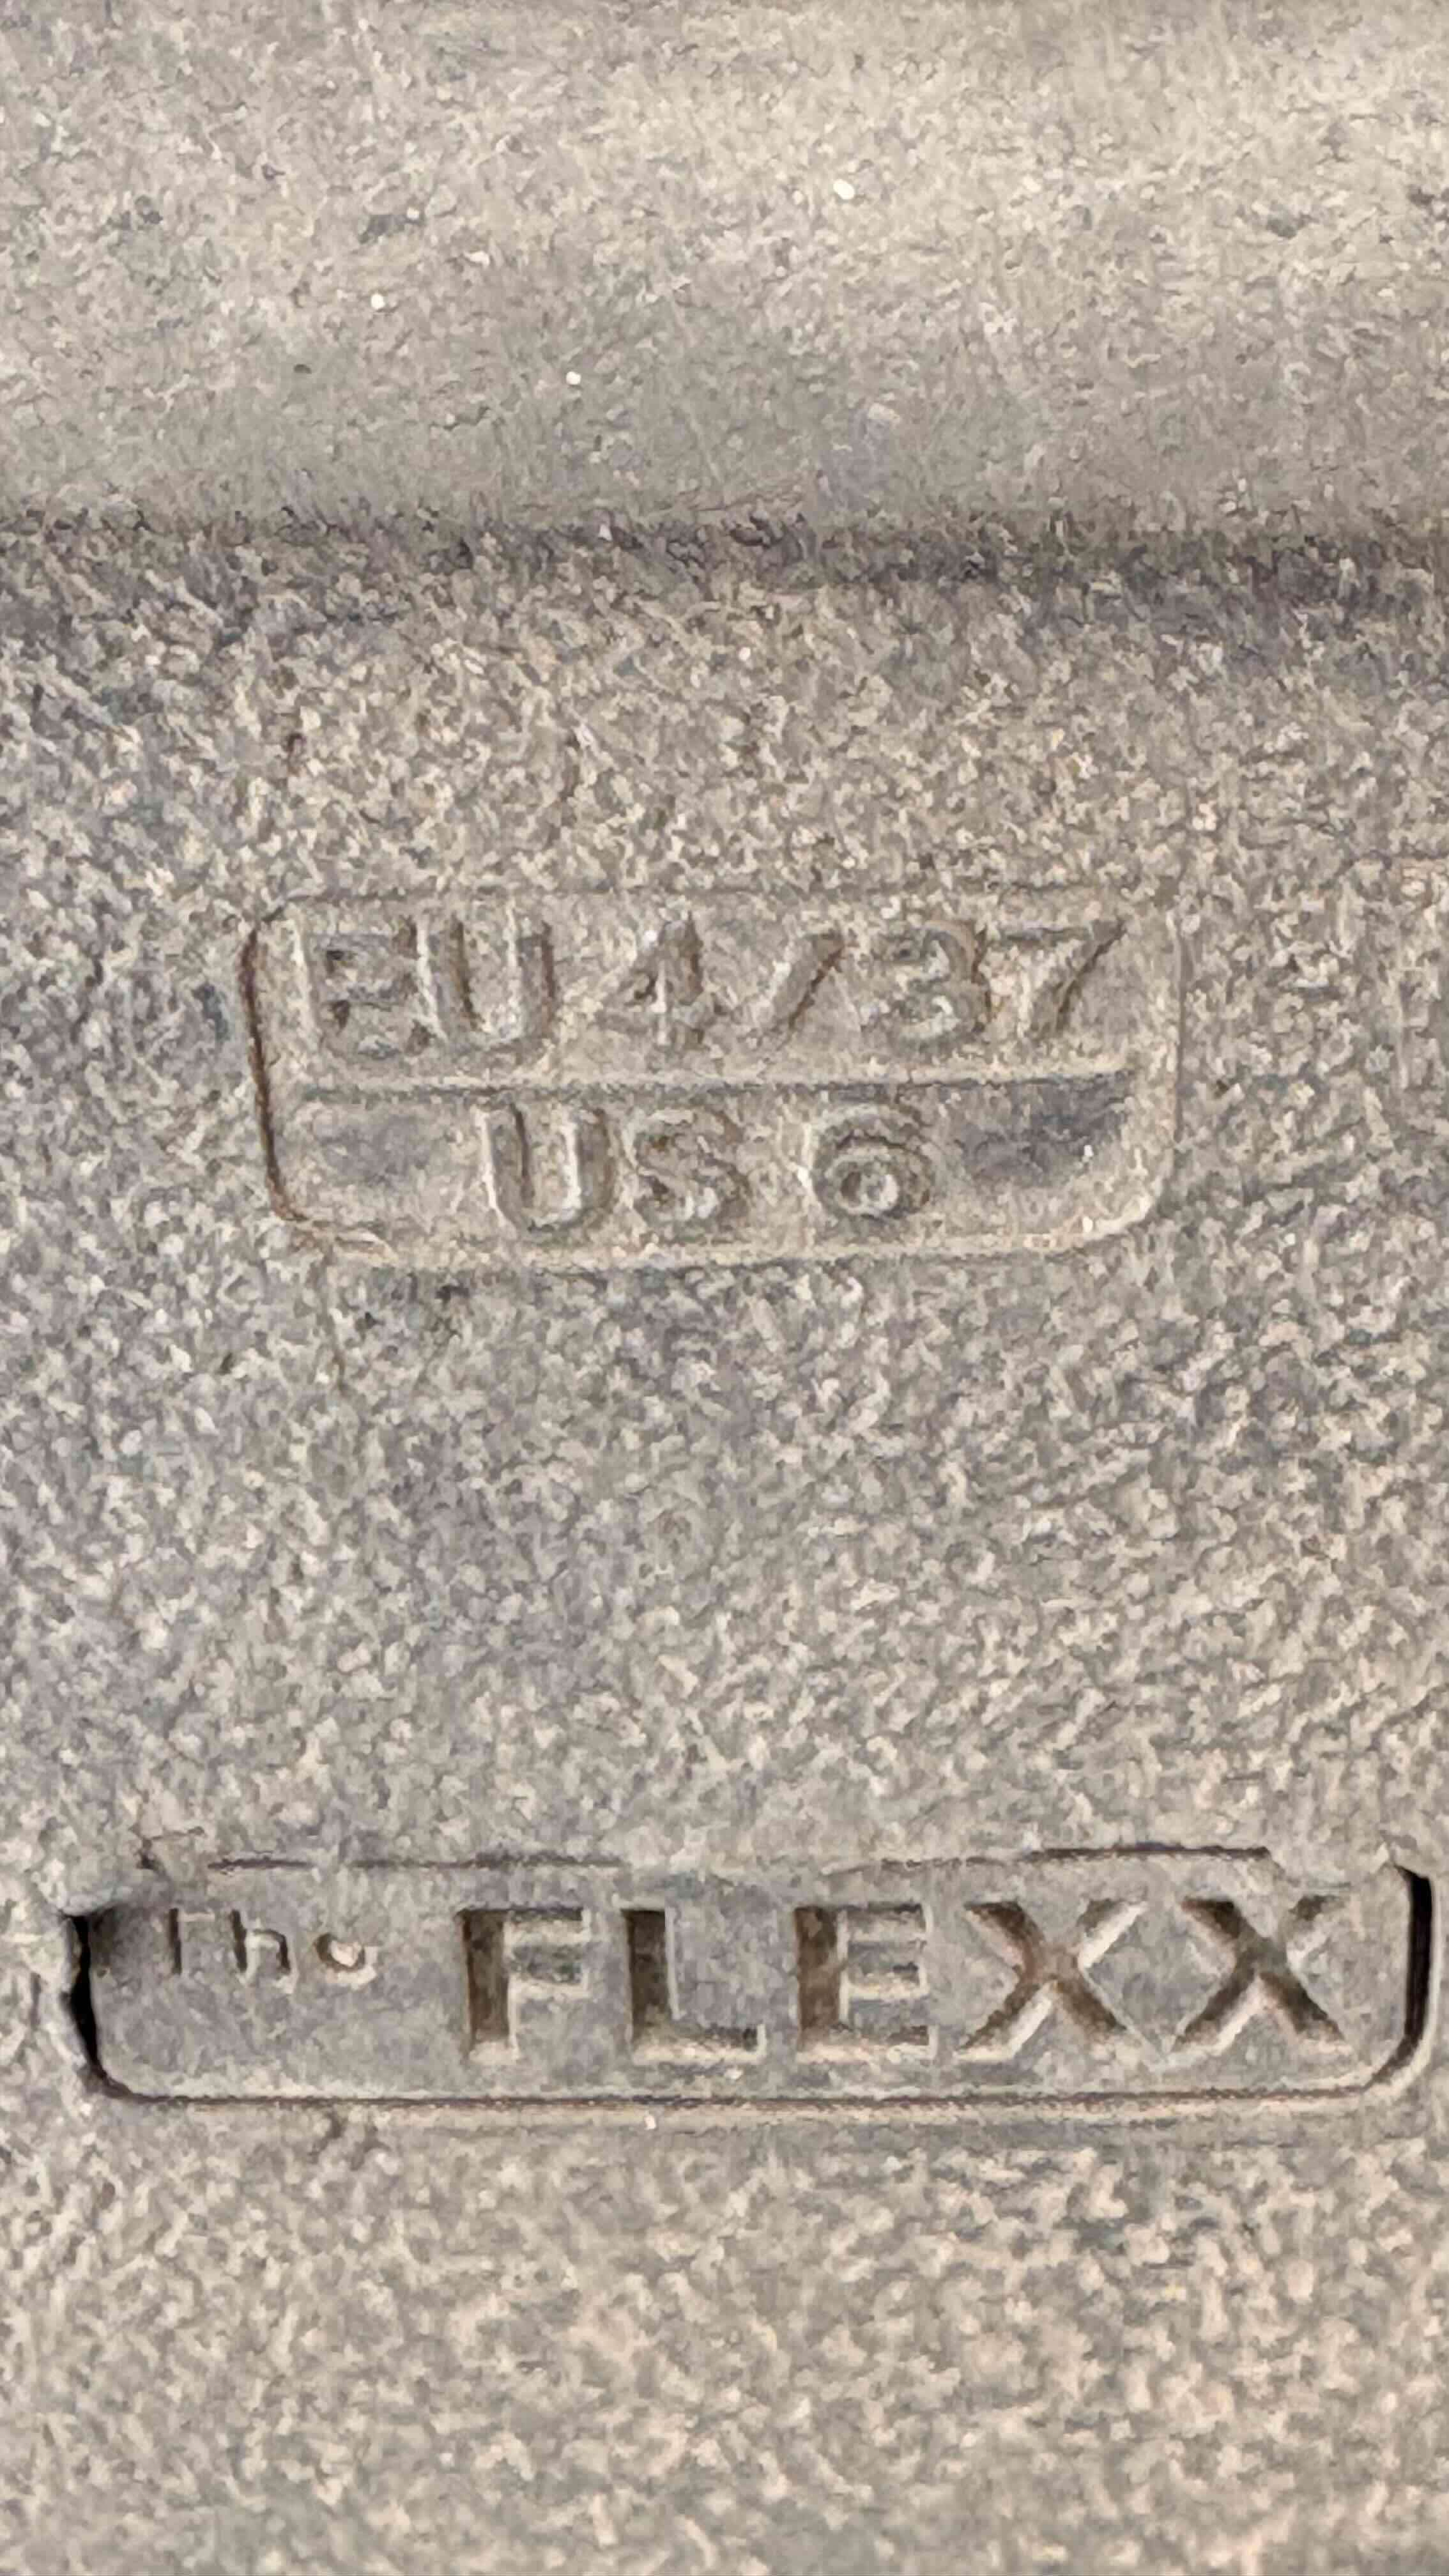 EU 4/37
US 6
The FLEXX